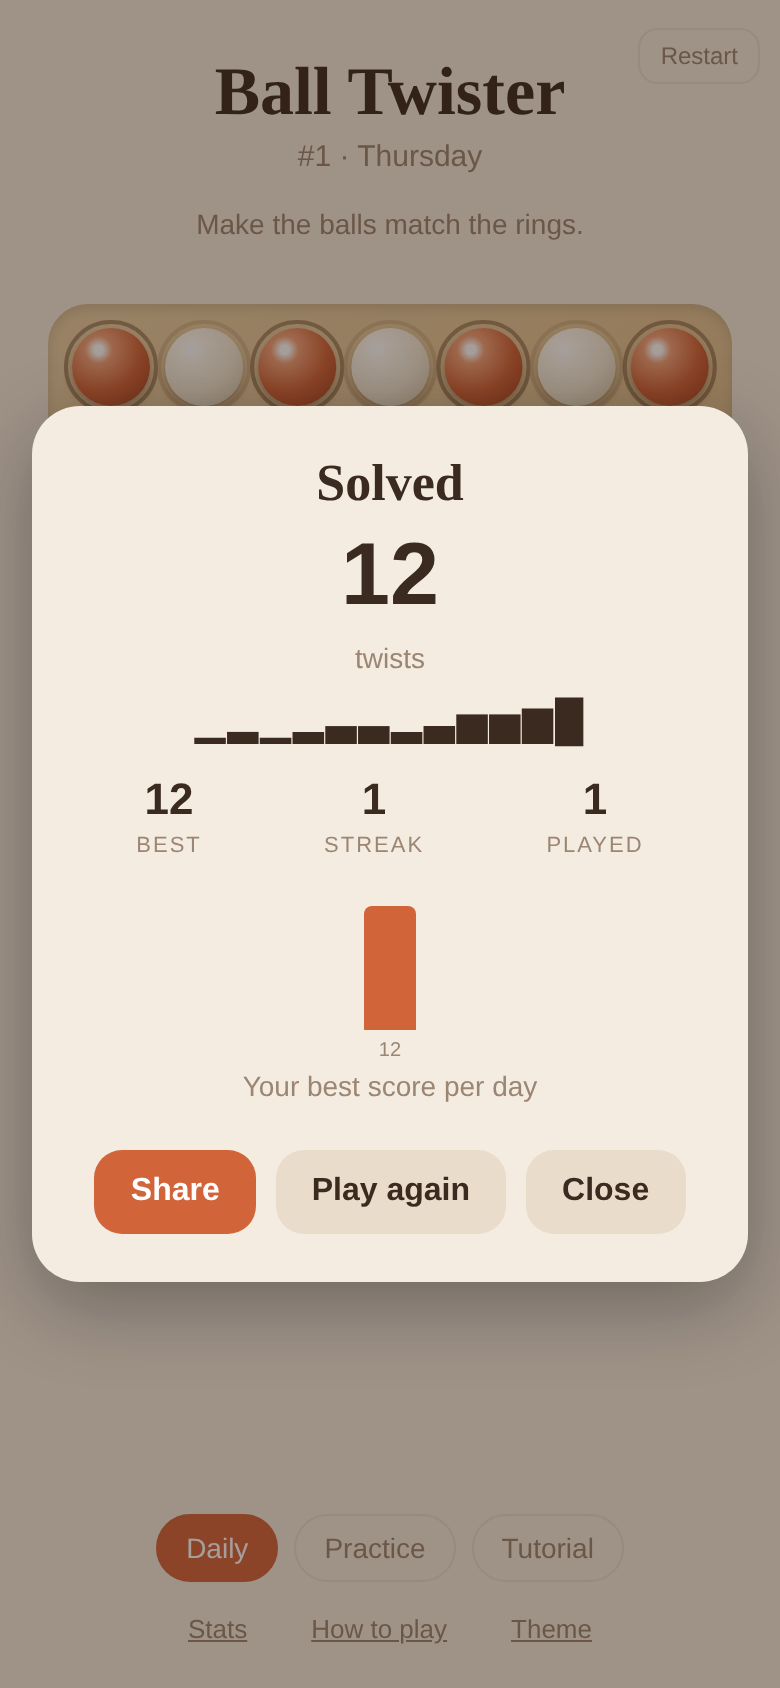 Restart
Ball Twister
#1 · Thursday
Make the balls match the rings.
Solved
12
twists
▁▂▁▂▃▃▂▃▅▅▆█
12 1 1
BEST STREAK PLAYED
12
Your best score per day
Share Play again Close
Daily Practice Tutorial
Stats How to play Theme